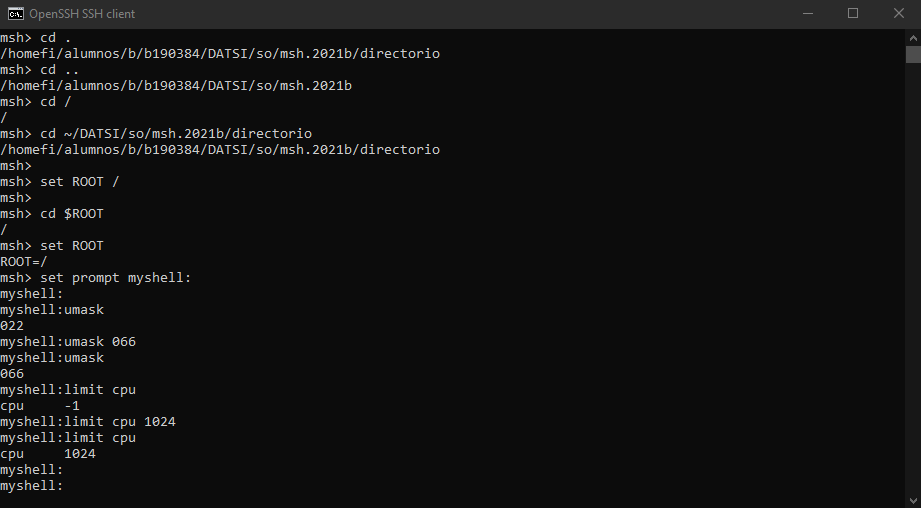 OpenSSH SSH client
msh> cd .
/homefi/alumnos/b/b190384/DATSI/so/msh.2021b/directorio
msh> cd ..
/homefi/alumnos/b/b190384/DATSI/so/msh.2021b
msh> cd /
/
msh> cd ~/DATSI/so/msh.2021b/directorio
/homefi/alumnos/b/b190384/DATSI/so/msh.2021b/directorio
msh>
msh> set ROOT /
msh>
msh> cd $ROOT
/
msh> set ROOT
ROOT=/
msh> set prompt myshell:
myshell:
myshell:umask
022
myshell:umask 066
myshell:umask
066
myshell:limit cpu
cpu     -1
myshell:limit cpu 1024
myshell:limit cpu
cpu     1024
myshell:
myshell: